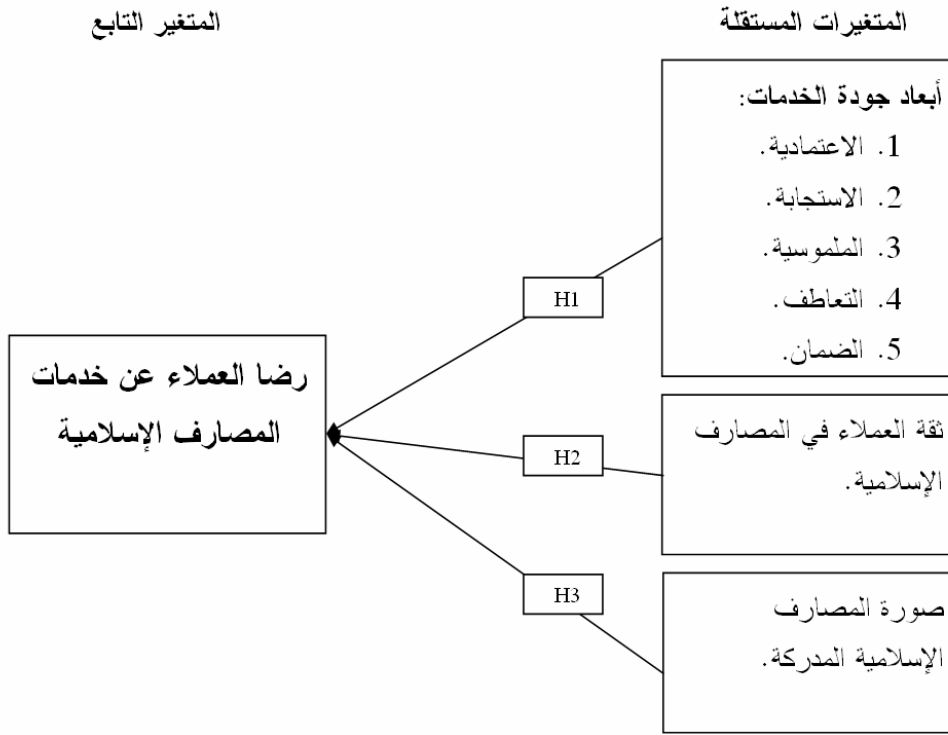 المتغيرات المستقلة
المتغير التابع
أبعاد جودة الخدمات:
1. الاعتمادية.
2. الاستجابة.
3. الملموسية.
4. التعاطف.
5. الضمان.
H1
رضا العملاء عن خدمات
المصارف الإسلامية
ثقة العملاء في المصارف
الإسلامية.
H2
صورة المصارف
الإسلامية المدركة.
H3